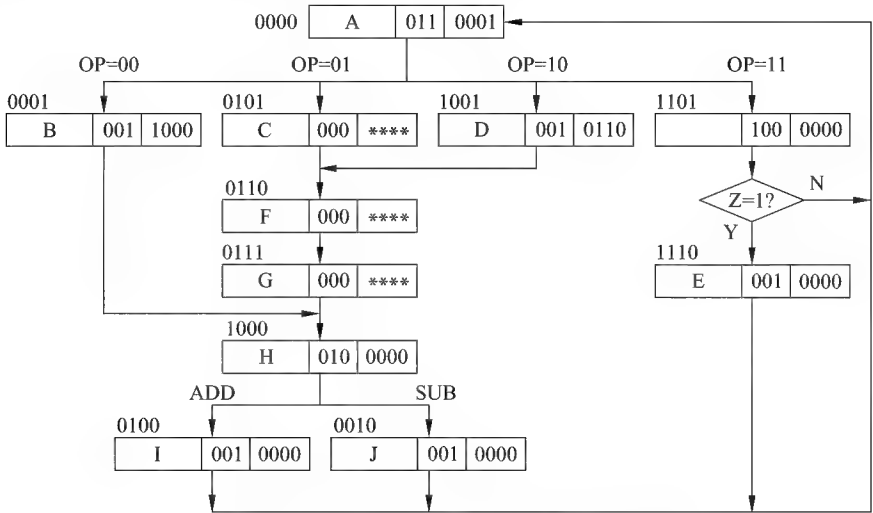 0000 A 011 0001
OP=00 OP=01 OP=10 OP=11
0001 0101 1001 1101
B 001 1000 C 000 **** D 001 0110 100 0000
Z=1? N
Y
0110
F 000 ****
0111 1110
G 000 **** E 001 0000
1000
H 010 0000
ADD SUB
0100 0010
I 001 0000 J 001 0000